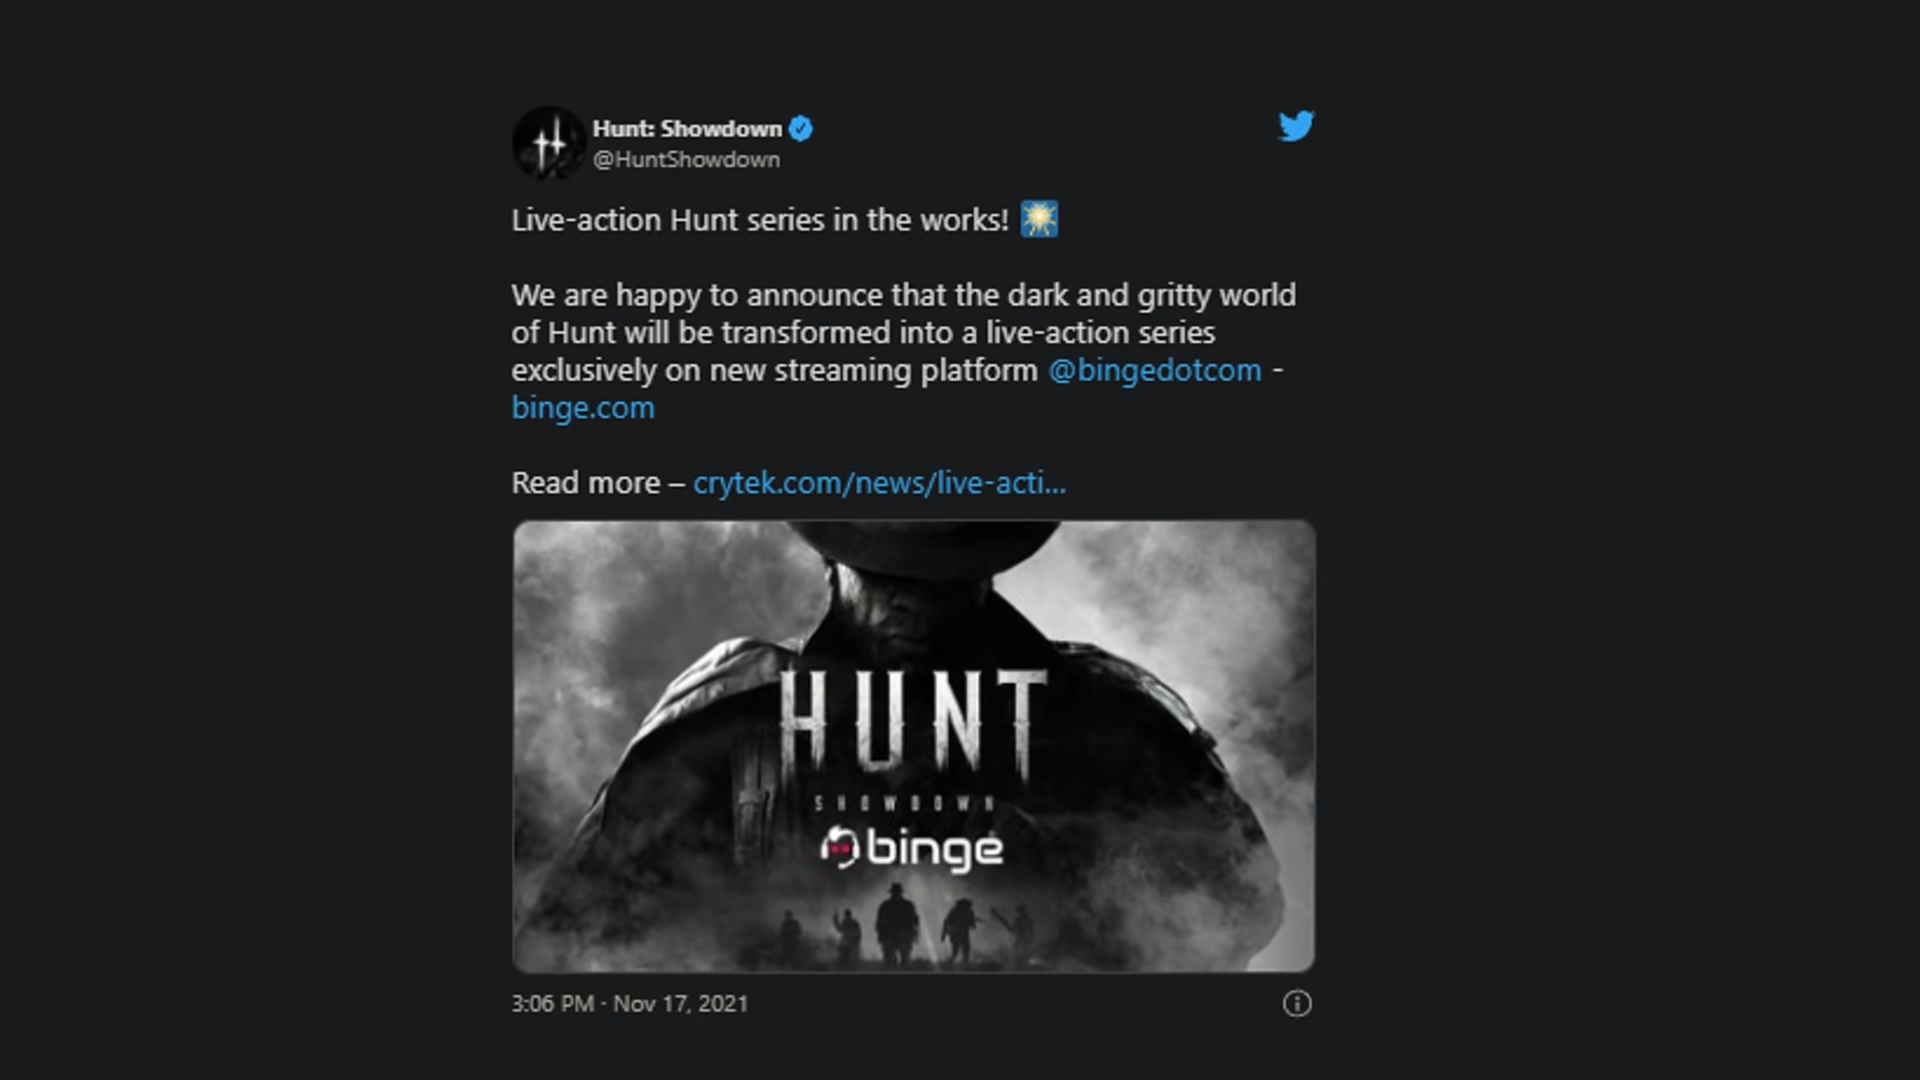 Hunt: Showdown
@HuntShowdown
Live-action Hunt series in the works!
We are happy to announce that the dark and gritty world
of Hunt will be transformed into a live-action series
exclusively on new streaming platform @bingedotcom -
binge.com
Read more – crytek.com/news/live-acti...
HUNT
SHOWDOWN
binge
3:06 PM · Nov 17, 2021